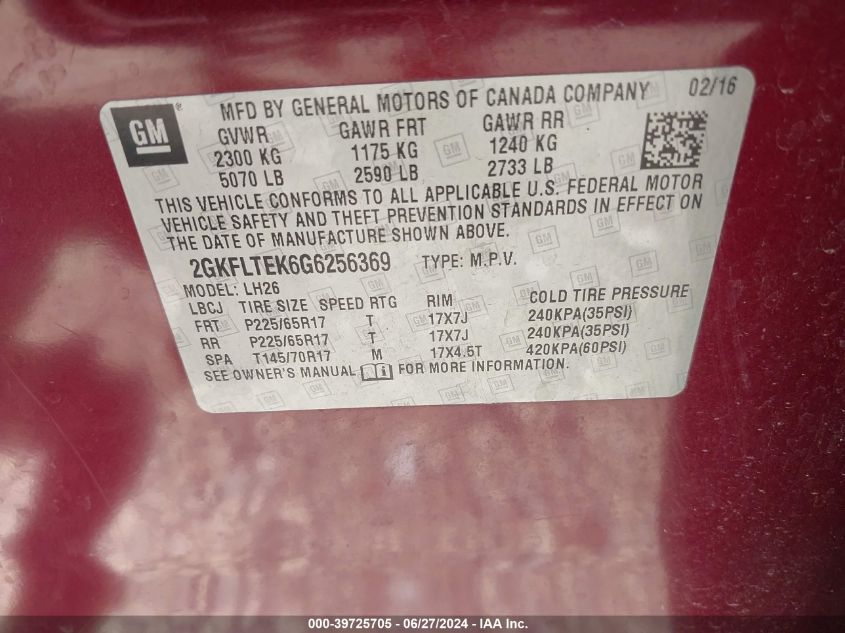 GM ®
MFD BY GENERAL MOTORS OF CANADA COMPANY 02/16
GVWR GAWR FRT GAWR RR
2300 KG 1175 KG 1240 KG
5070 LB 2590 LB 2733 LB
THIS VEHICLE CONFORMS TO ALL APPLICABLE U.S. FEDERAL MOTOR
VEHICLE SAFETY AND THEFT PREVENTION STANDARDS IN EFFECT ON
THE DATE OF MANUFACTURE SHOWN ABOVE.
2GKFLTEK6G6256369 TYPE: M.P.V.
MODEL: LH26
LBCJ TIRE SIZE SPEED RTG RIM COLD TIRE PRESSURE
FRT P225/65R17 T 17X7J 240KPA(35PSI)
RR P225/65R17 T 17X7J 240KPA(35PSI)
SPA T145/70R17 M 17X4.5T 420KPA(60PSI)
SEE OWNER'S MANUAL FOR MORE INFORMATION.
000-39725705 - 06/27/2024 - IAA Inc.